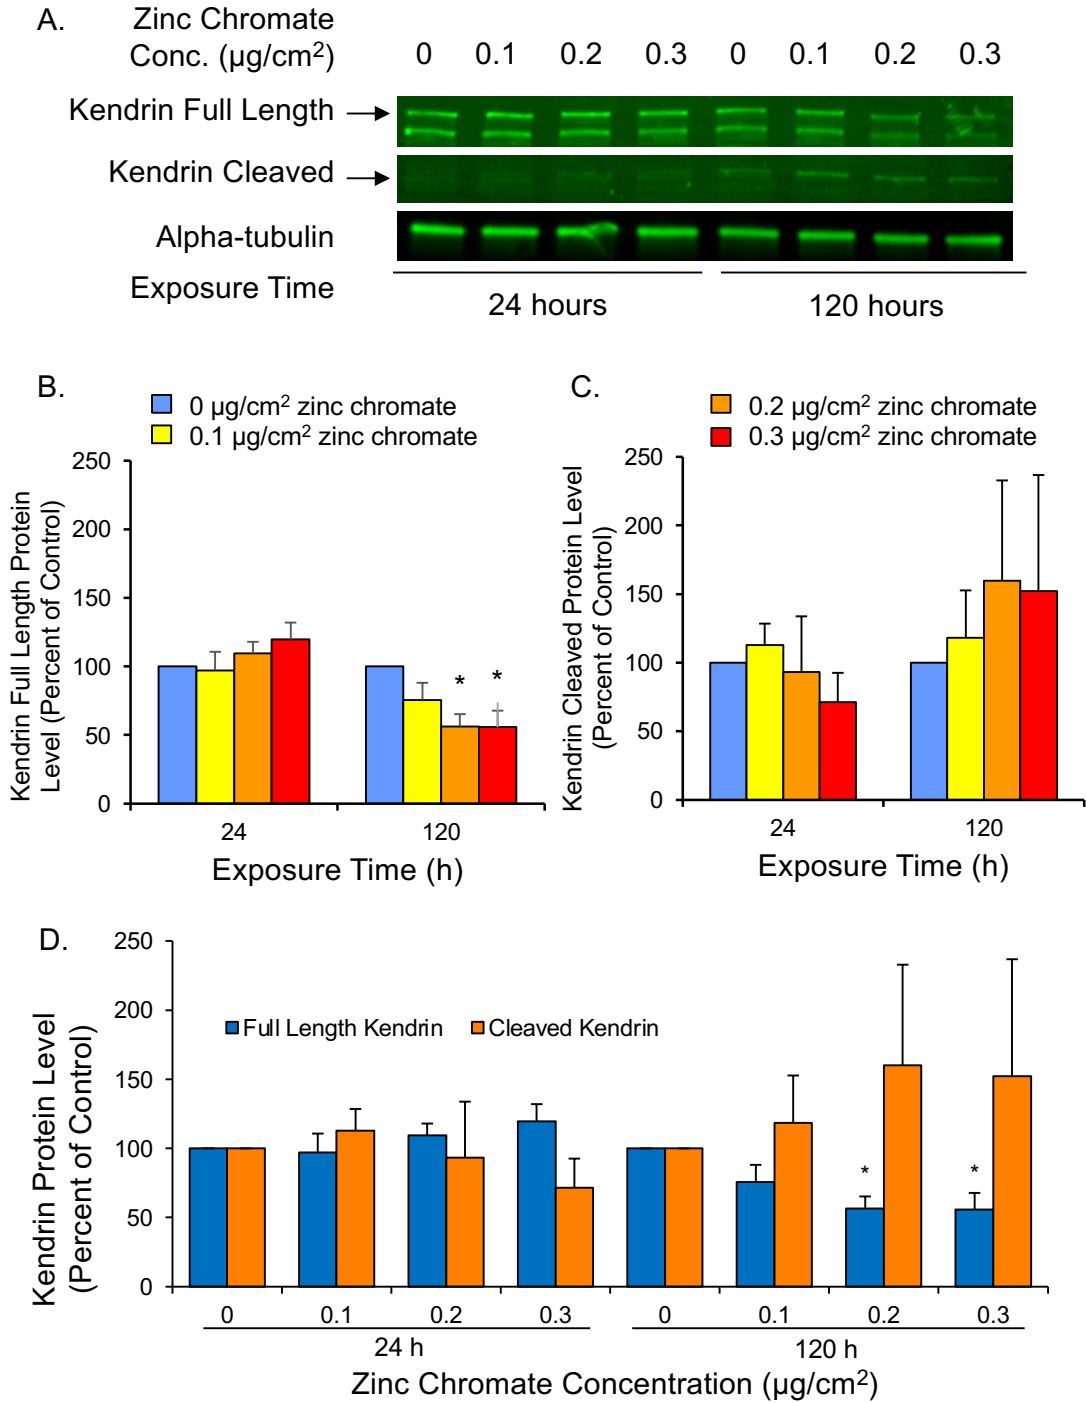 A.
Zinc Chromate
Conc. (µg/cm²) 0 0.1 0.2 0.3 0 0.1 0.2 0.3
Kendrin Full Length
Kendrin Cleaved
Alpha-tubulin
Exposure Time
24 hours 120 hours
B.
0 µg/cm² zinc chromate
0.1 µg/cm² zinc chromate
Kendrin Full Length Protein
Level (Percent of Control)
250
200
150
100
50
0
* *
24 120
Exposure Time (h)
C.
0.2 µg/cm² zinc chromate
0.3 µg/cm² zinc chromate
Kendrin Cleaved Protein Level
(Percent of Control)
250
200
150
100
50
0
24 120
Exposure Time (h)
D.
Kendrin Protein Level
(Percent of Control)
250
200
150
100
50
0
Full Length Kendrin Cleaved Kendrin
* *
0 0.1 0.2 0.3 0 0.1 0.2 0.3
24 h 120 h
Zinc Chromate Concentration (µg/cm²)